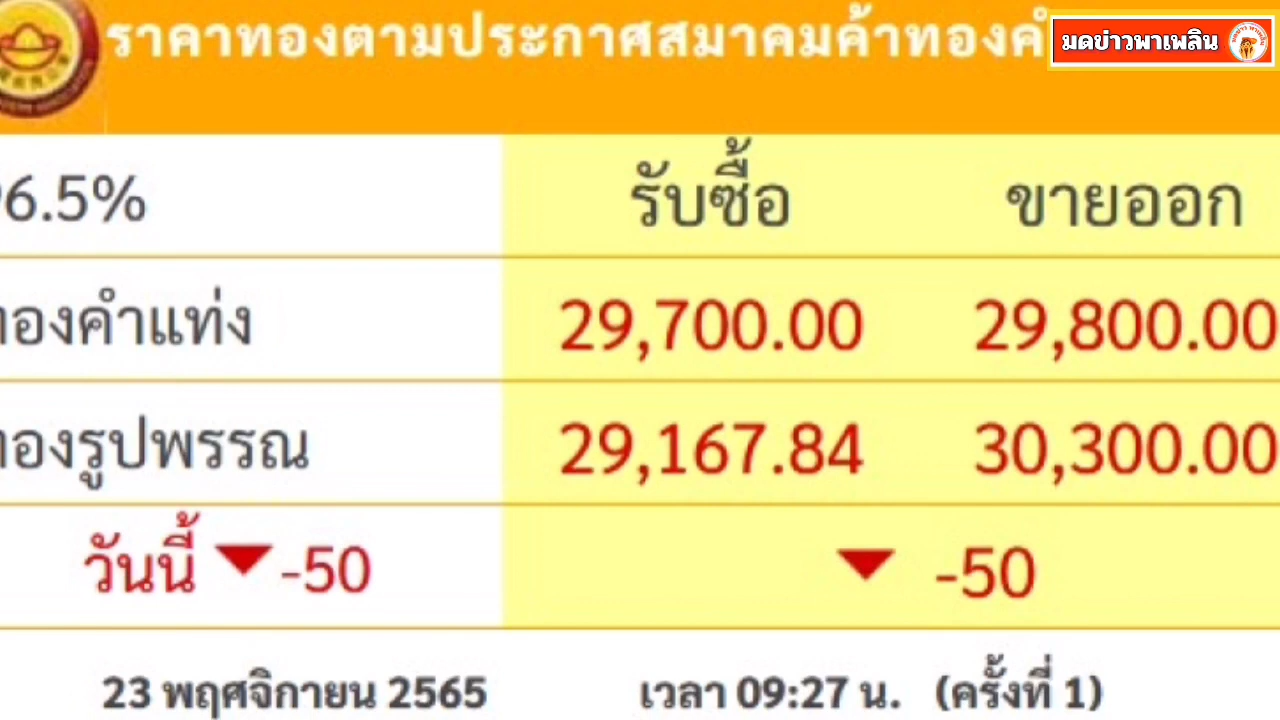 ราคาทองตามประกาศสมาคมค้าทองคำ
มดข่าวพาเพลิน
96.5% รับซื้อ ขายออก
ทองคำแท่ง 29,700.00 29,800.00
ทองรูปพรรณ 29,167.84 30,300.00
วันนี้ ▼ -50 ▼ -50
23 พฤศจิกายน 2565 เวลา 09:27 น. (ครั้งที่ 1)